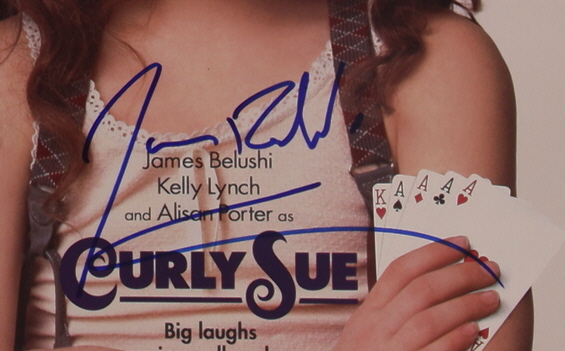 James Belushi
Kelly Lynch
and Alisan Porter as
CURLY SUE
K A A A A
Big laughs